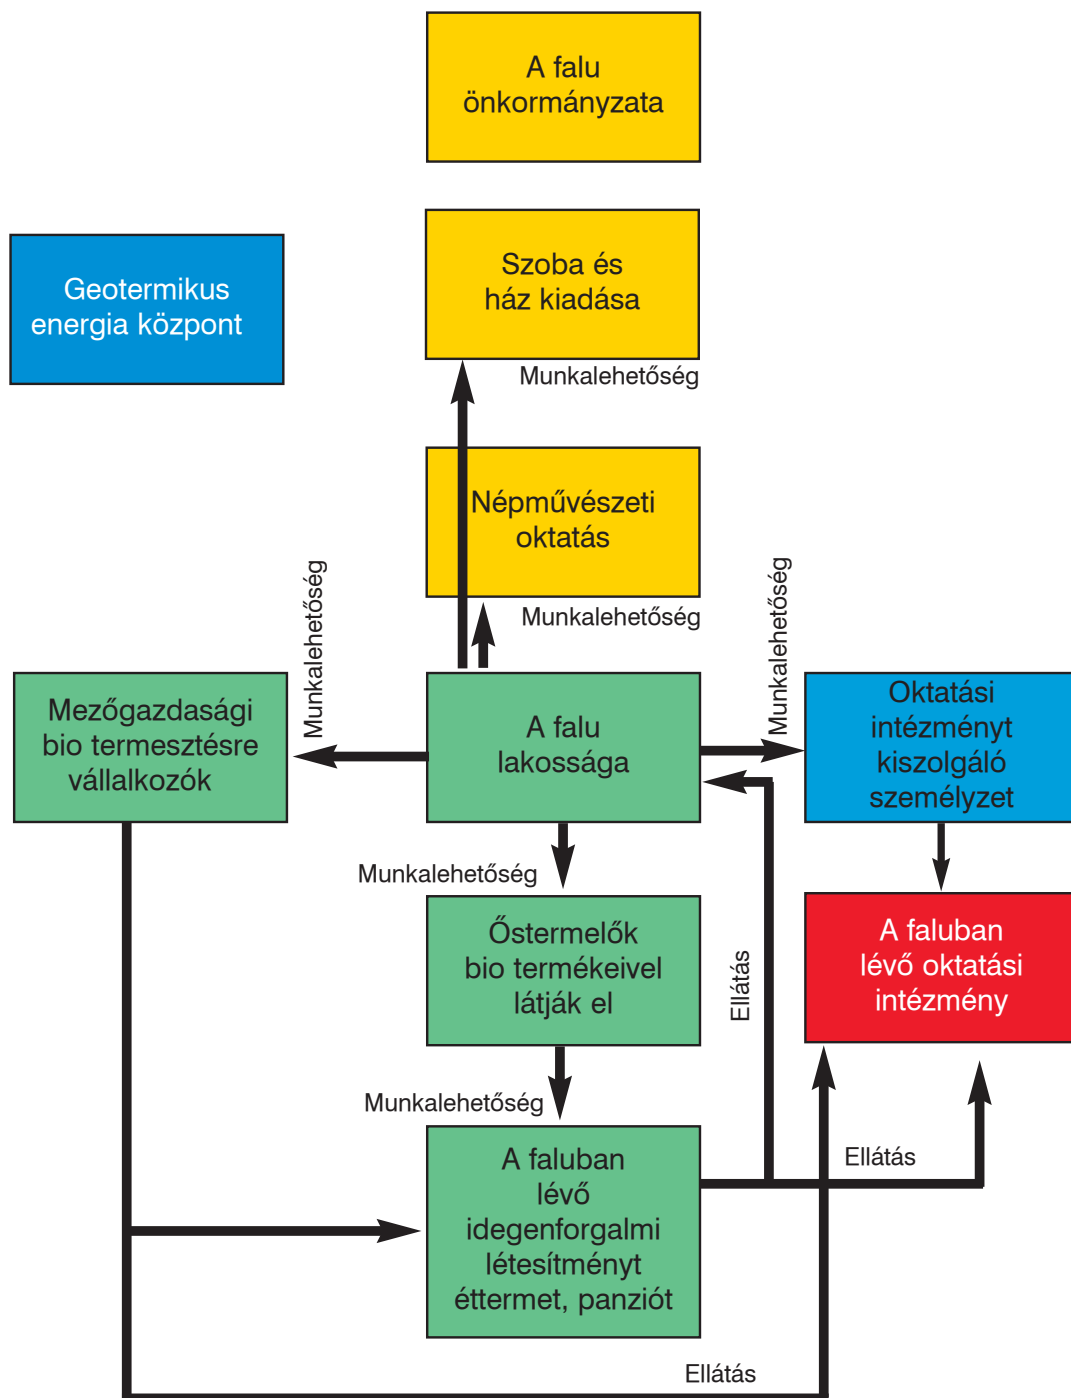 A falu
önkormányzata
Szoba és
ház kiadása
Geotermikus
energia központ
Munkalehetőség
Népművészeti
oktatás
Munkalehetőség
Munkalehetőség
Munkalehetőség
Mezőgazdasági
bio termesztésre
vállalkozók
A falu
lakossága
Oktatási
intézményt
kiszolgáló
személyzet
Munkalehetőség
Őstermelők
bio termékeivel
látják el
Ellátás
A faluban
lévő oktatási
intézmény
Munkalehetőség
A faluban
lévő
idegenforgalmi
létesítményt
éttermet, panziót
Ellátás
Ellátás